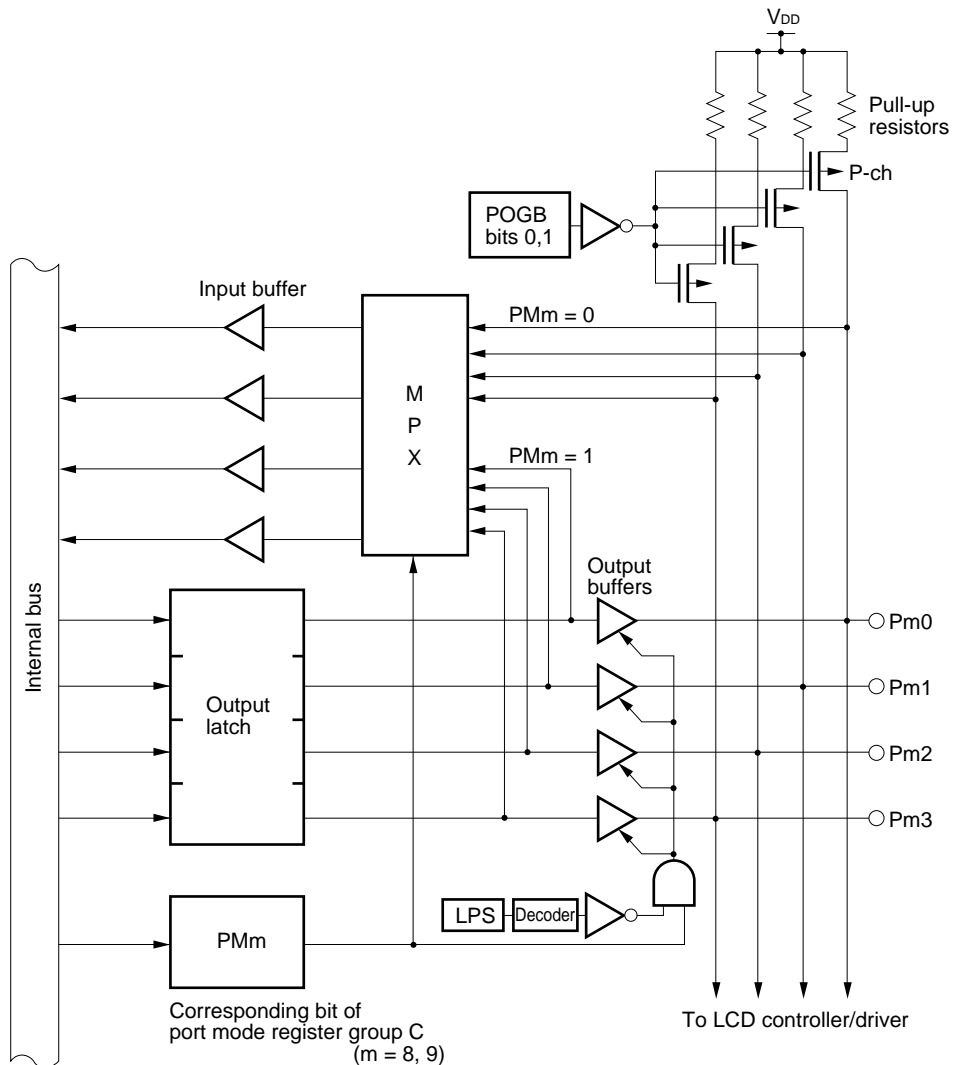 VDD
Pull-up
resistors
P-ch
POGB
bits 0,1
Input buffer
PMm = 0
M
P
X
PMm = 1
Output
buffers
Internal bus
Output
latch
Pm0
Pm1
Pm2
Pm3
LPS
Decoder
PMm
Corresponding bit of
port mode register group C
(m = 8, 9)
To LCD controller/driver